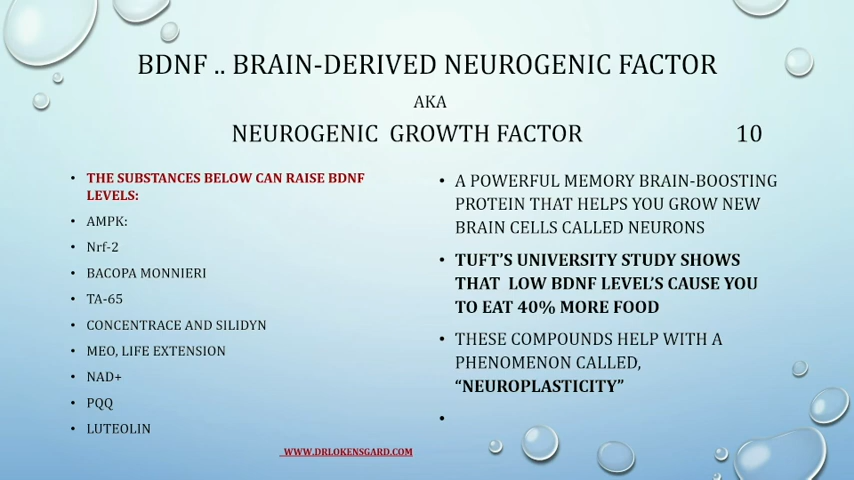 BDNF .. BRAIN-DERIVED NEUROGENIC FACTOR
AKA
NEUROGENIC GROWTH FACTOR 10
• THE SUBSTANCES BELOW CAN RAISE BDNF
LEVELS:
• AMPK:
• Nrf-2
• BACOPA MONNIERI
• TA-65
• CONCENTRACE AND SILIDYN
• MEO, LIFE EXTENSION
• NAD+
• PQQ
• LUTEOLIN
• A POWERFUL MEMORY BRAIN-BOOSTING
PROTEIN THAT HELPS YOU GROW NEW
BRAIN CELLS CALLED NEURONS
• TUFT'S UNIVERSITY STUDY SHOWS
THAT LOW BDNF LEVEL'S CAUSE YOU
TO EAT 40% MORE FOOD
• THESE COMPOUNDS HELP WITH A
PHENOMENON CALLED,
“NEUROPLASTICITY”
•
WWW.DRLOKENSGARD.COM